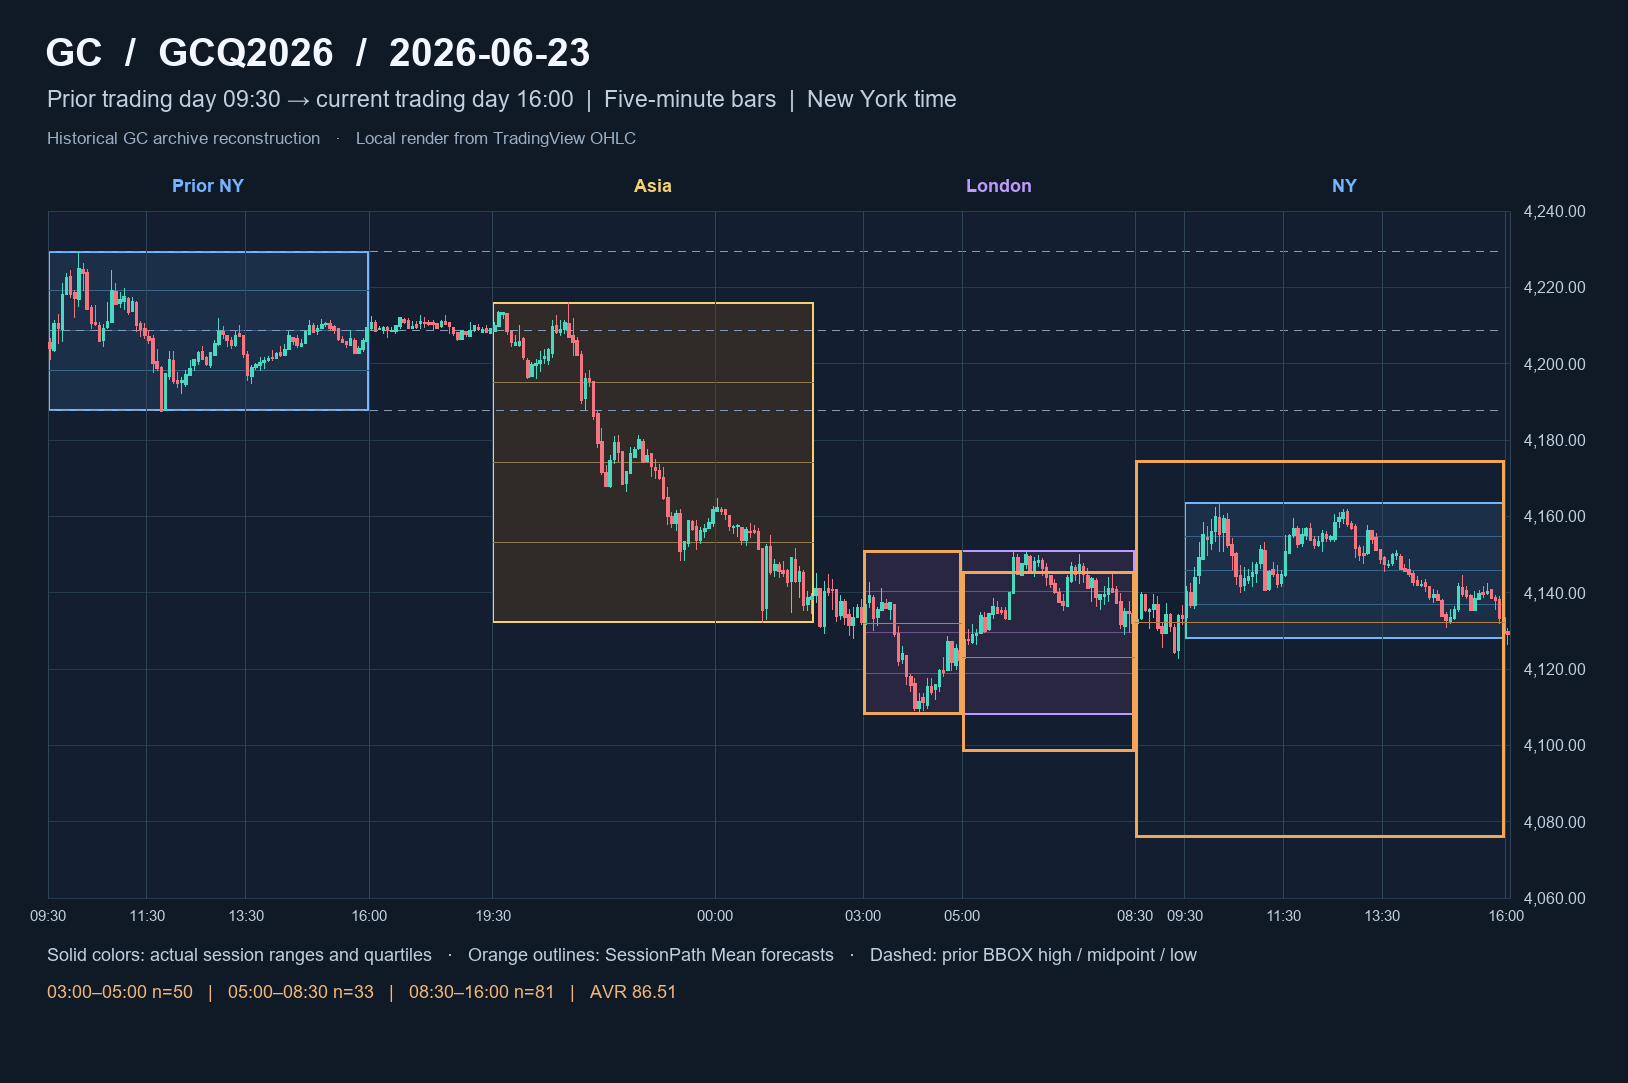 GC / GCQ2026 / 2026-06-23
Prior trading day 09:30 → current trading day 16:00 | Five-minute bars | New York time
Historical GC archive reconstruction · Local render from TradingView OHLC
Prior NY Asia London NY
4,240.00
4,220.00
4,200.00
4,180.00
4,160.00
4,140.00
4,120.00
4,100.00
4,080.00
4,060.00
09:30 11:30 13:30 16:00 19:30 00:00 03:00 05:00 08:30 09:30 11:30 13:30 16:00
Solid colors: actual session ranges and quartiles · Orange outlines: SessionPath Mean forecasts · Dashed: prior BBOX high / midpoint / low
03:00–05:00 n=50 | 05:00–08:30 n=33 | 08:30–16:00 n=81 | AVR 86.51